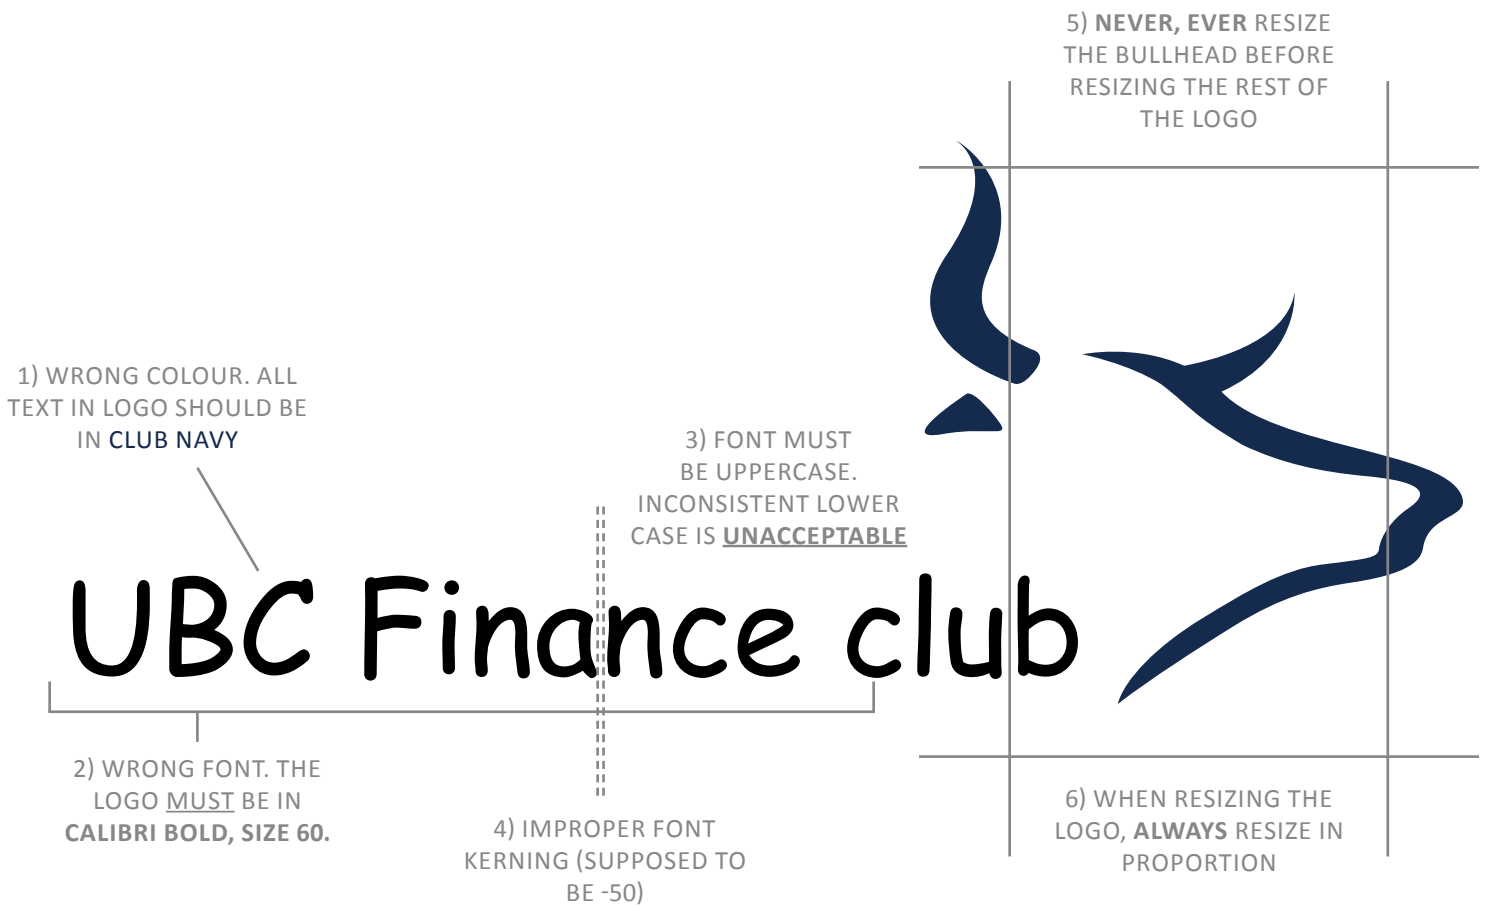 5) NEVER, EVER RESIZE
THE BULLHEAD BEFORE
RESIZING THE REST OF
THE LOGO
1) WRONG COLOUR. ALL
TEXT IN LOGO SHOULD BE
IN CLUB NAVY
3) FONT MUST
BE UPPERCASE.
INCONSISTENT LOWER
CASE IS UNACCEPTABLE
UBC Finance club
2) WRONG FONT. THE
LOGO MUST BE IN
CALIBRI BOLD, SIZE 60.
4) IMPROPER FONT
KERNING (SUPPOSED TO
BE -50)
6) WHEN RESIZING THE
LOGO, ALWAYS RESIZE IN
PROPORTION